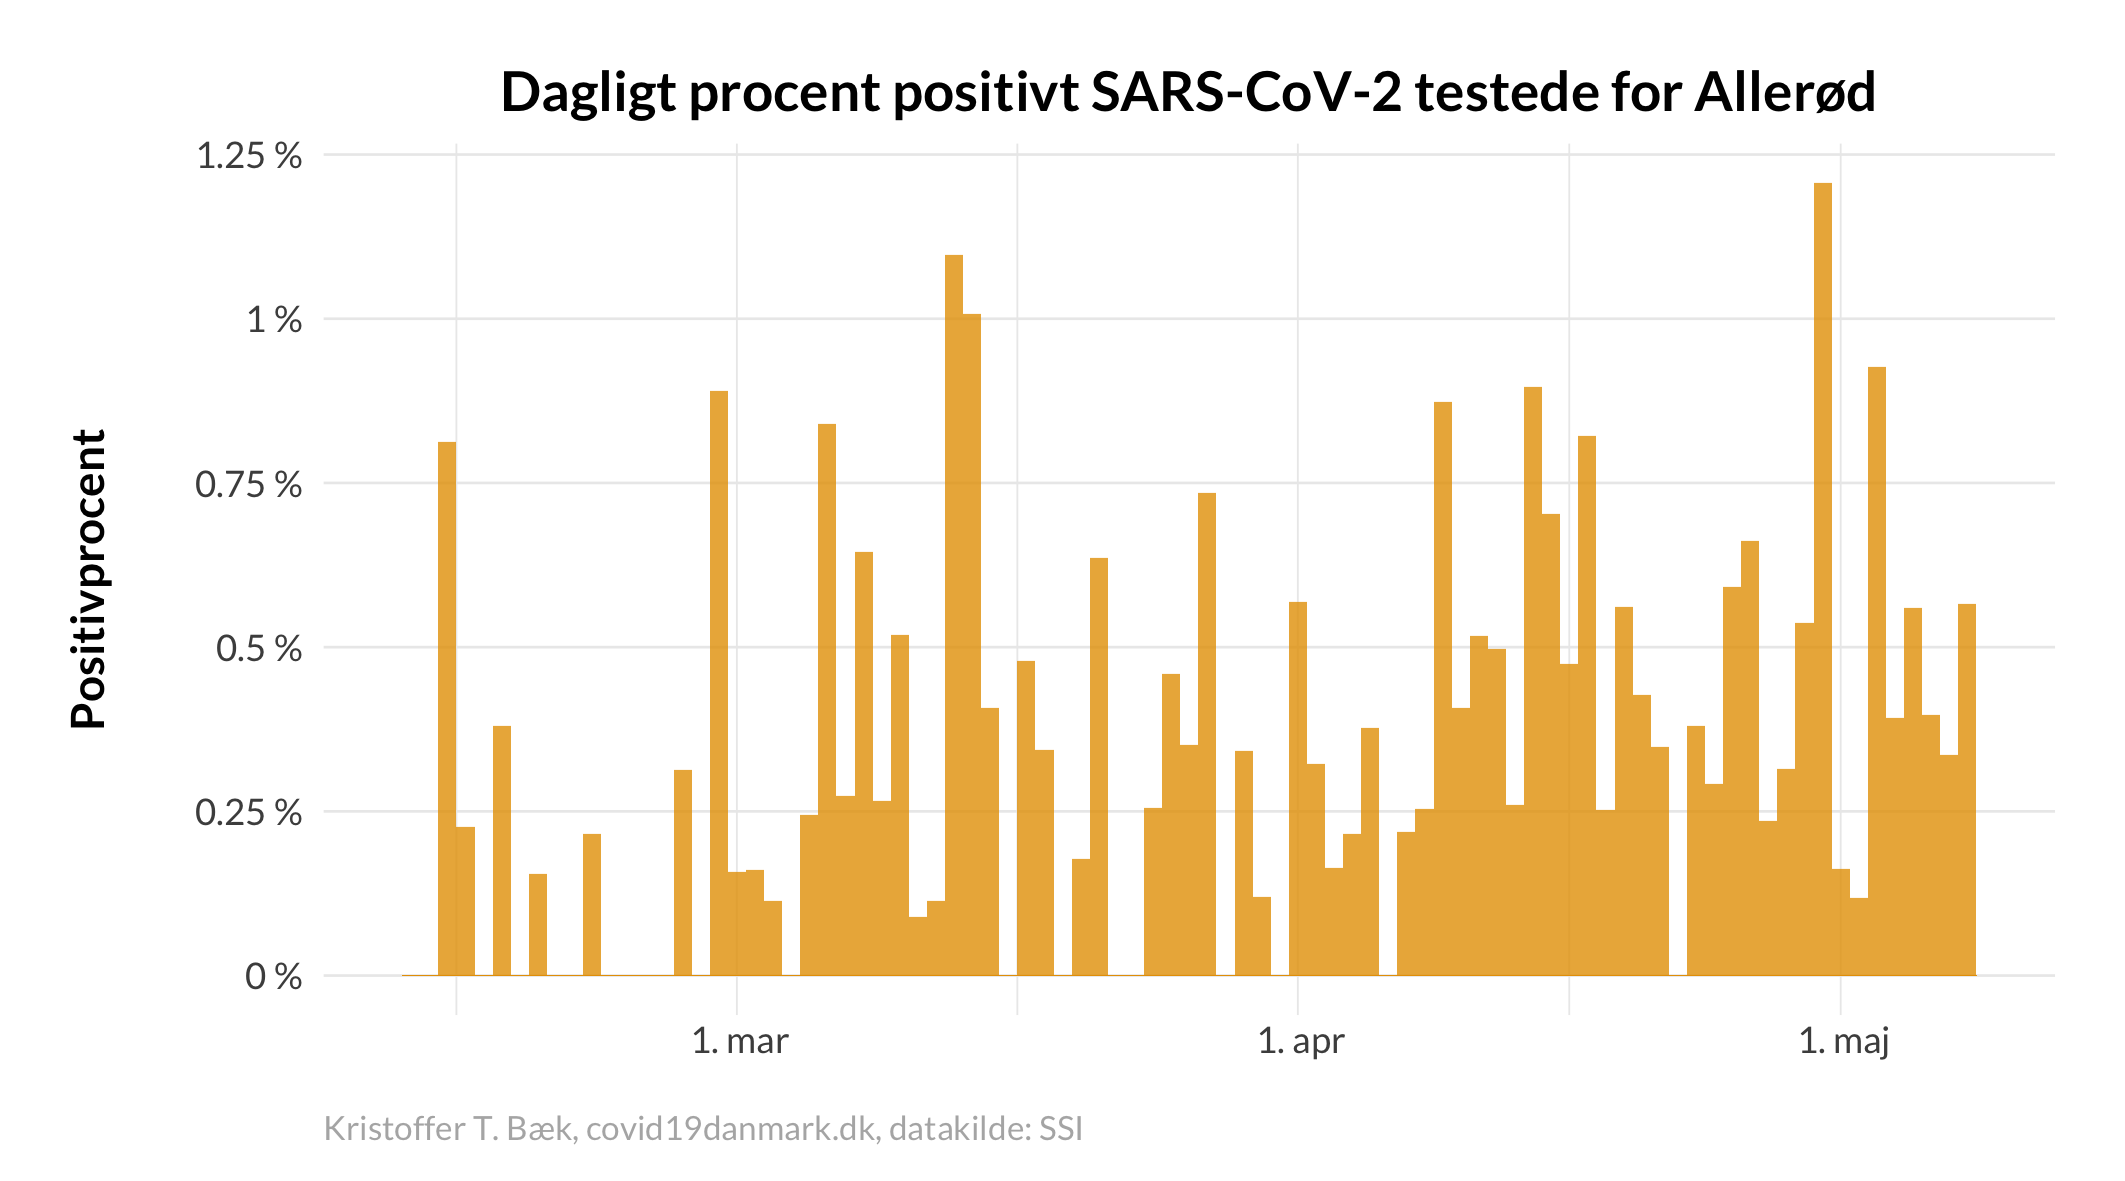 Dagligt procent positivt SARS-CoV-2 testede for Allerød
1.25 %
1 %
0.75 %
0.5 %
0.25 %
0 %
Positivprocent
1. mar
1. apr
1. maj
Kristoffer T. Bæk, covid19danmark.dk, datakilde: SSI